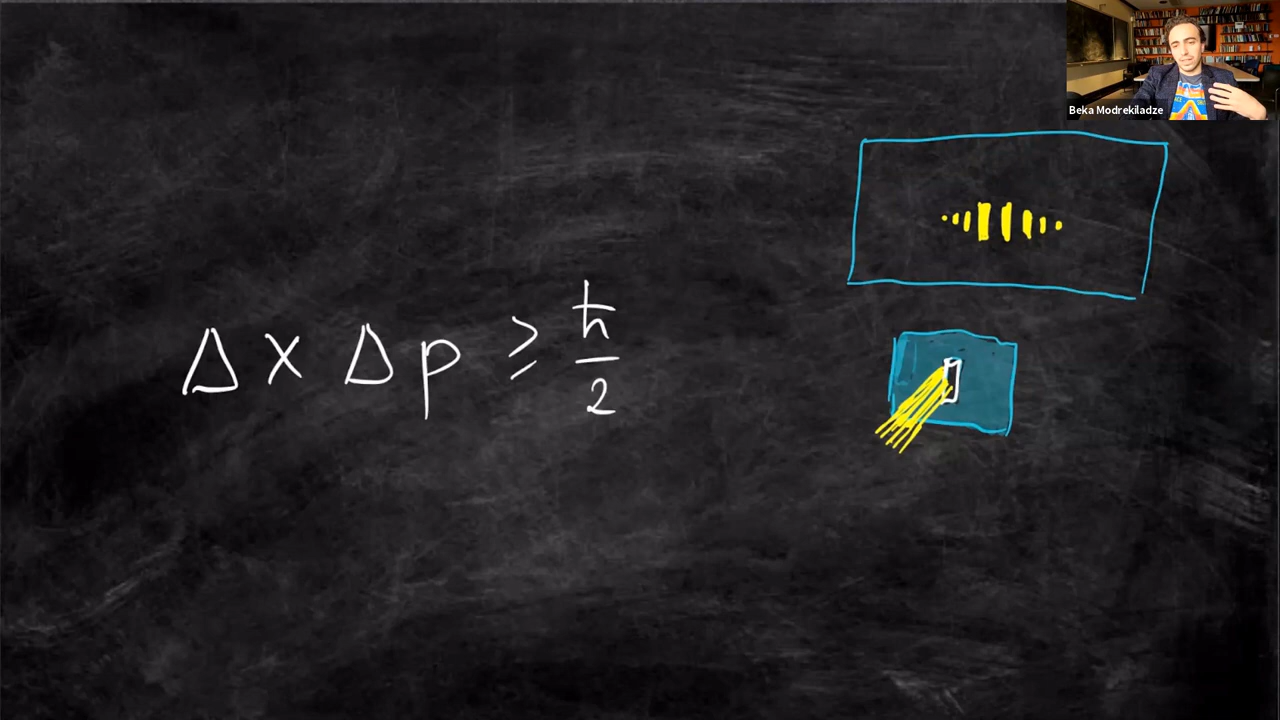 Beka Modrekiladze
Δx Δp ≥ ħ/2